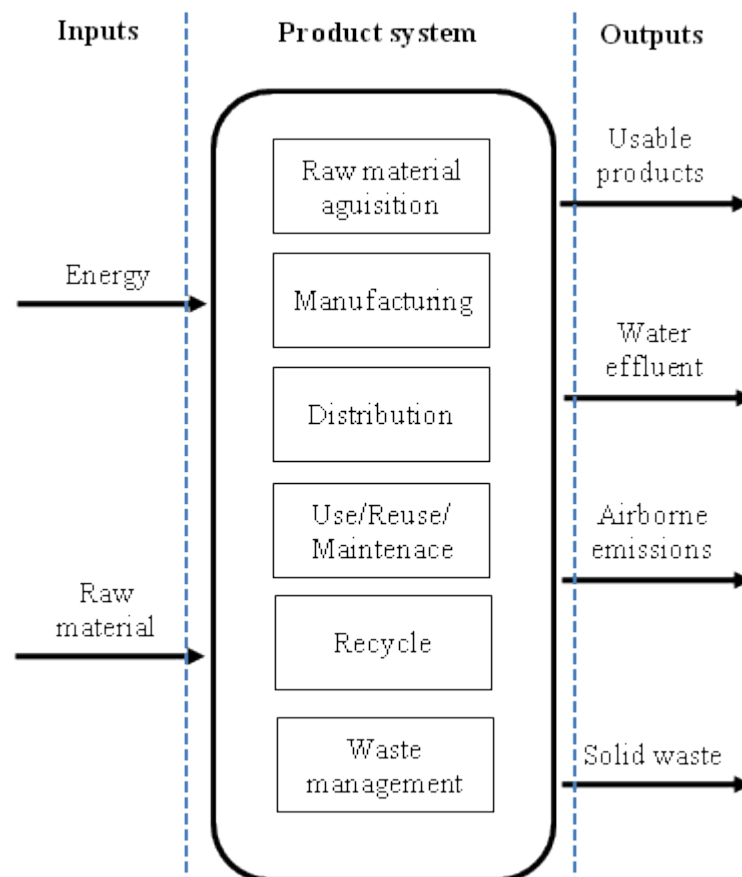 Inputs
Product system
Outputs
Raw material
aguisition
Manufacturing
Distribution
Use/Reuse/
Maintenace
Recycle
Waste
management
Energy
Raw
material
Usable
products
Water
effluent
Airborne
emissions
Solid waste